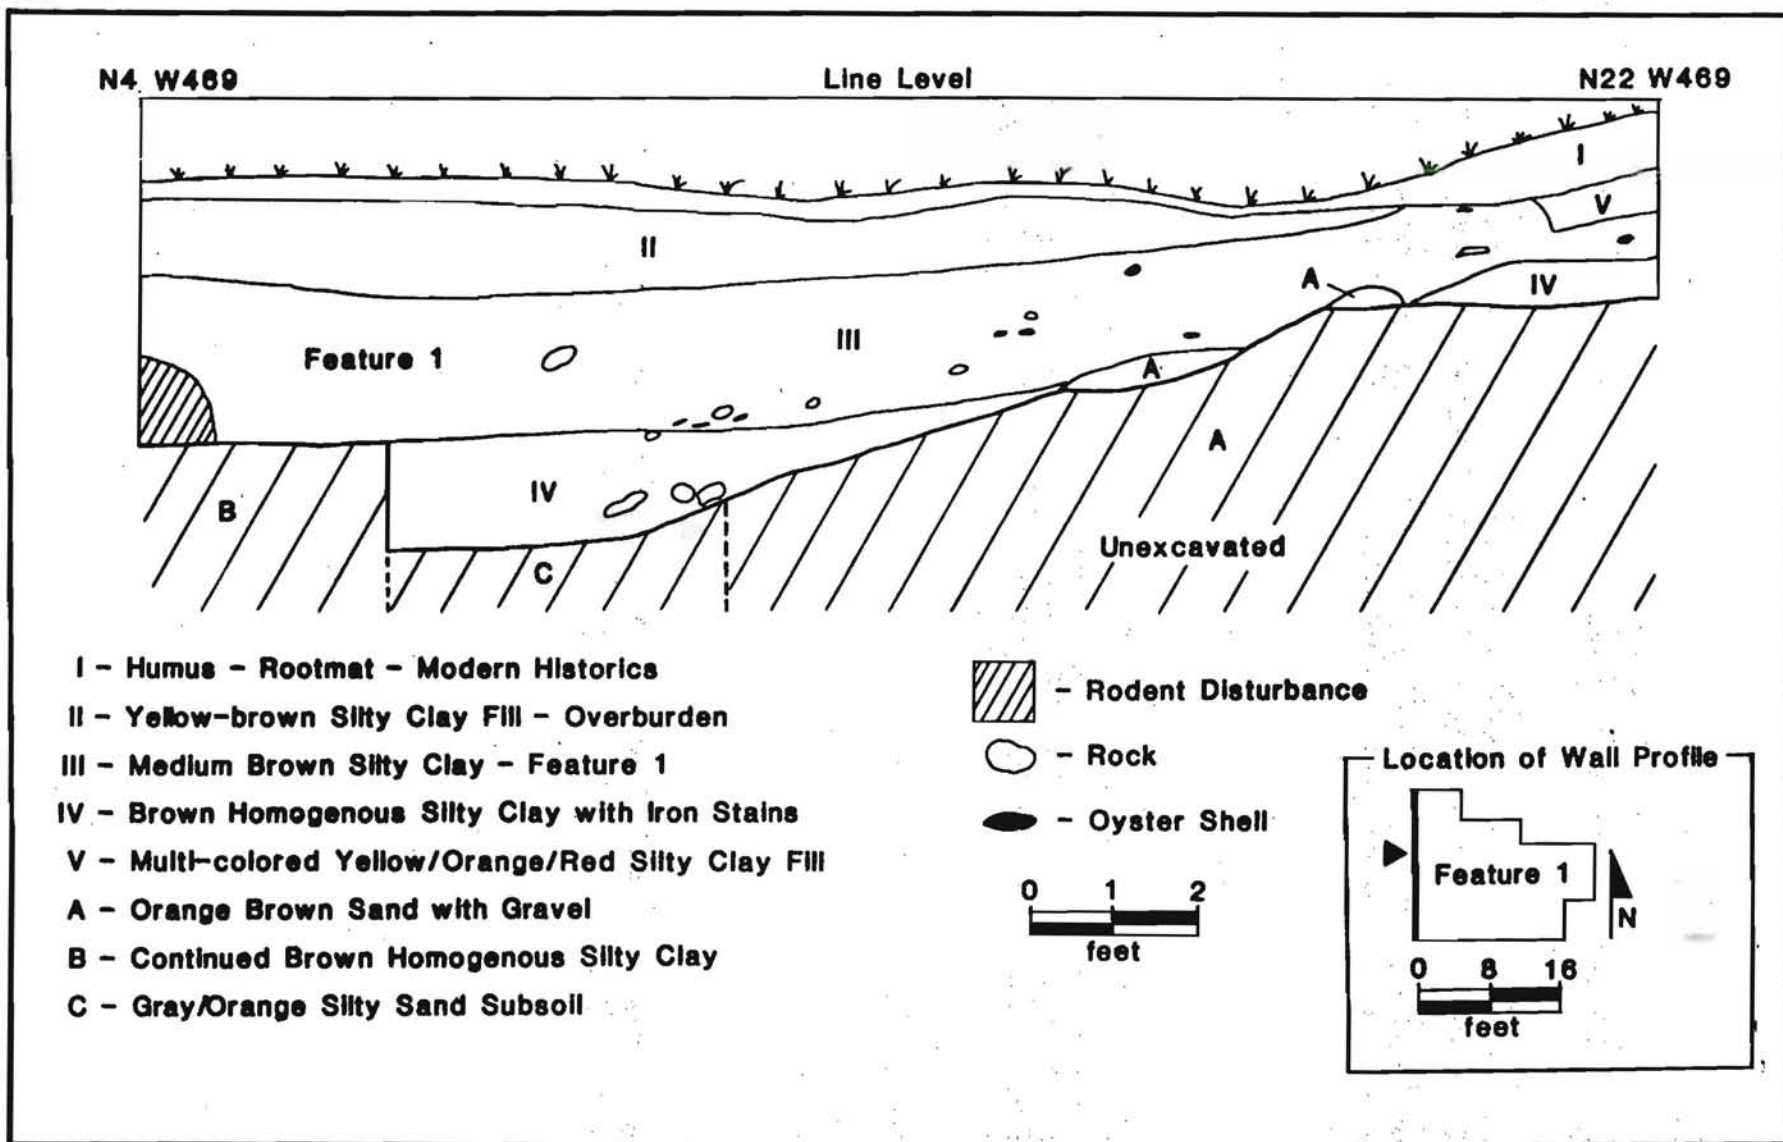 N4 W469 Line Level N22 W469
I
V
II
A
IV
III
Feature 1
A
A
IV
B
Unexcavated
C
I – Humus – Rootmat – Modern Historics
II – Yellow-brown Silty Clay Fill – Overburden
III – Medium Brown Silty Clay – Feature 1
IV – Brown Homogenous Silty Clay with Iron Stains
V – Multi-colored Yellow/Orange/Red Silty Clay Fill
A – Orange Brown Sand with Gravel
B – Continued Brown Homogenous Silty Clay
C – Gray/Orange Silty Sand Subsoil
– Rodent Disturbance
– Rock
– Oyster Shell
0 1 2
feet
Location of Wall Profile
Feature 1
N
0 8 16
feet